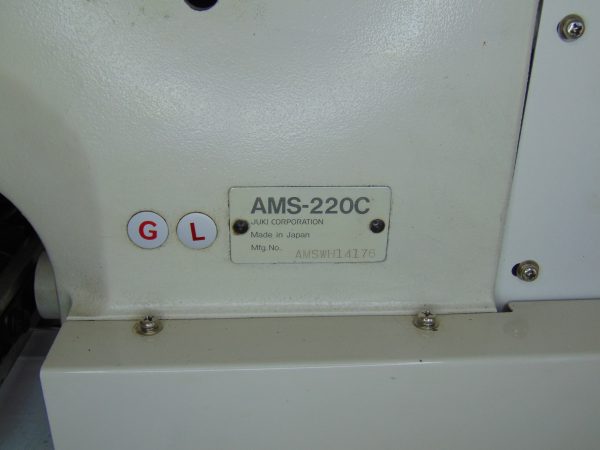 G L
AMS-220C
JUKI CORPORATION
Made in Japan
Mfg.No. AMSWH14176